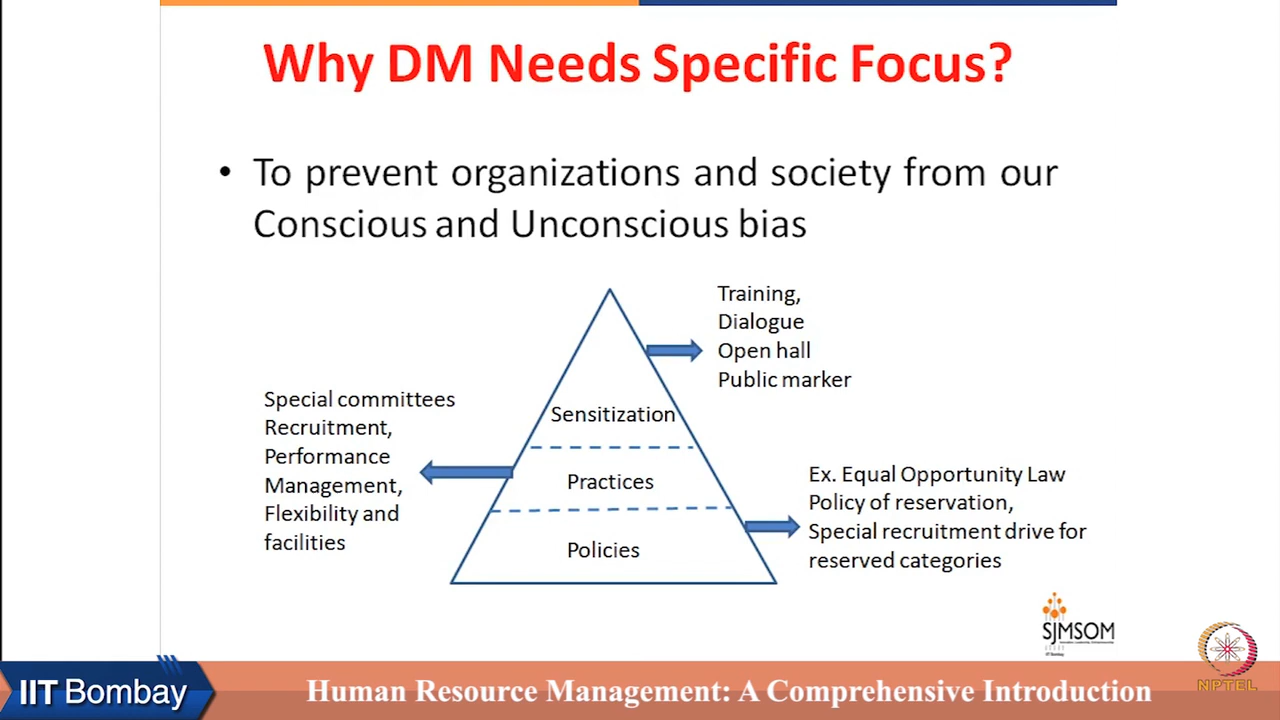 Why DM Needs Specific Focus?
• To prevent organizations and society from our
Conscious and Unconscious bias
Training,
Dialogue
Open hall
Public marker
Special committees
Recruitment,
Performance
Management,
Flexibility and
facilities
Sensitization
Practices
Policies
Ex. Equal Opportunity Law
Policy of reservation,
Special recruitment drive for
reserved categories
SJMSOM
IIT Bombay
NPTEL
IIT Bombay
Human Resource Management: A Comprehensive Introduction